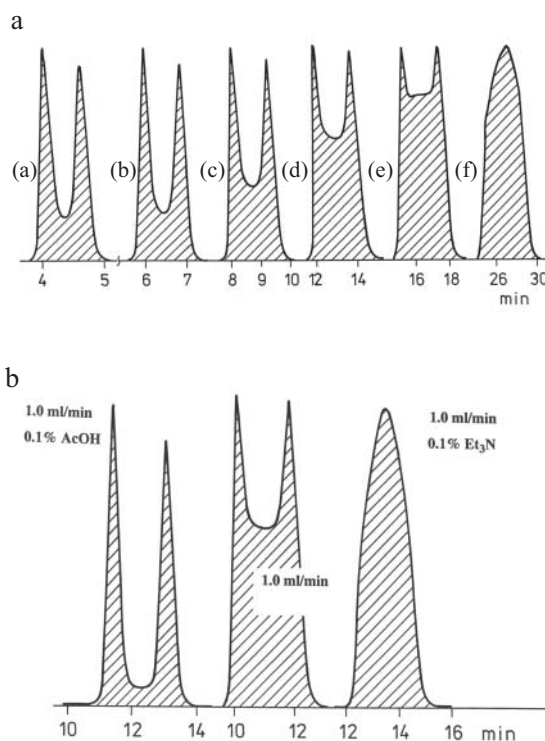 a
(a) (b) (c) (d) (e) (f)
4 5 6 7 8 9 10 12 14 16 18 26 30
min
b
1.0 ml/min
0.1% AcOH
1.0 ml/min
0.1% Et₃N
1.0 ml/min
10 12 14 10 12 12 14 16 min